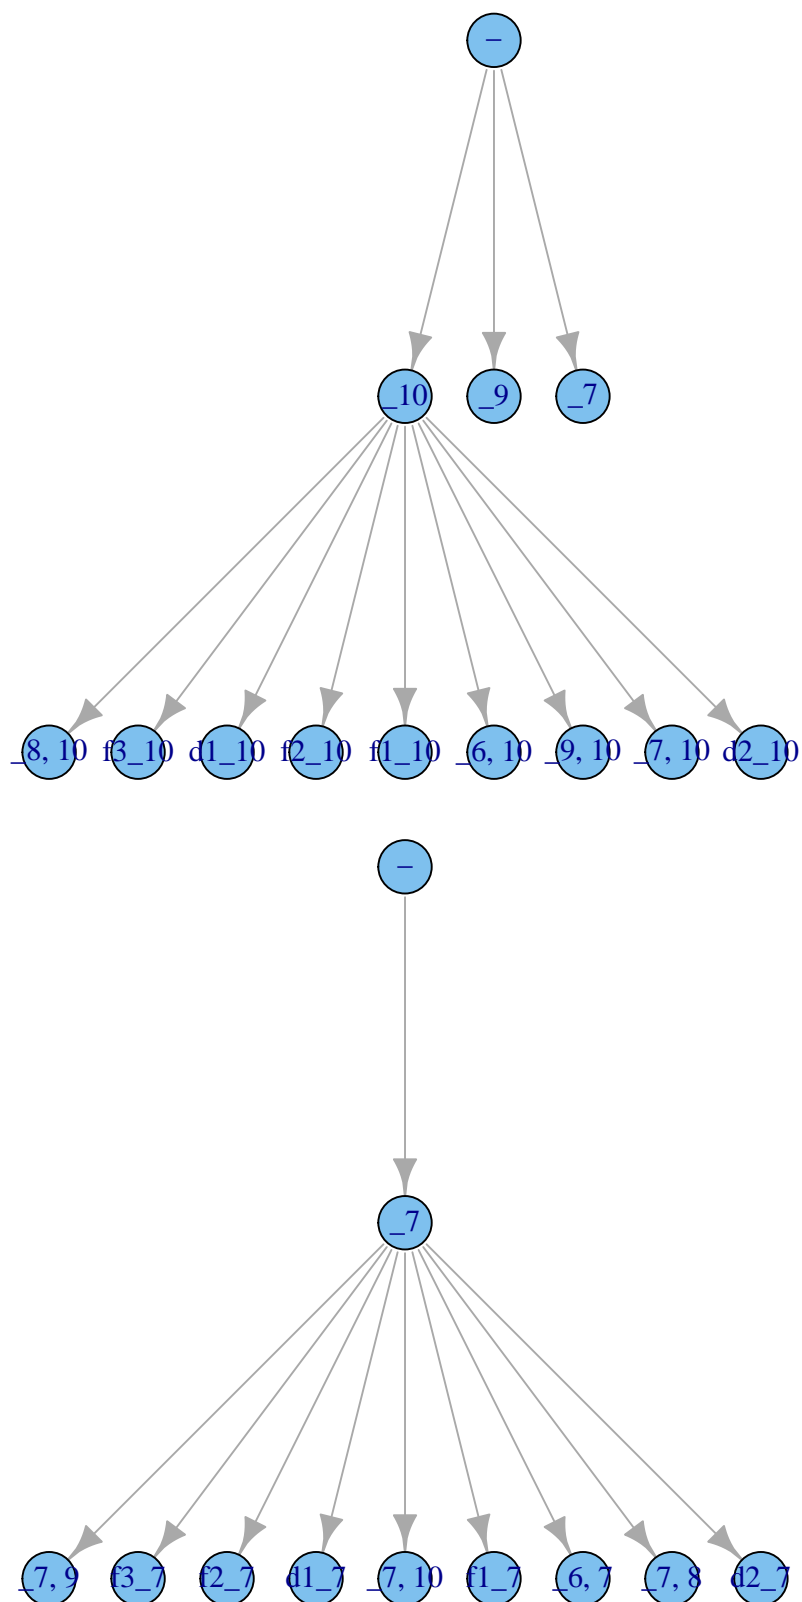 –
_10 _9 _7
_8, 10 f3_10 d1_10 f2_10 f1_10 _6, 10 _9, 10 _7, 10 d2_10
–
_7
_7, 9 f3_7 f2_7 d1_7 _7, 10 f1_7 _6, 7 _7, 8 d2_7